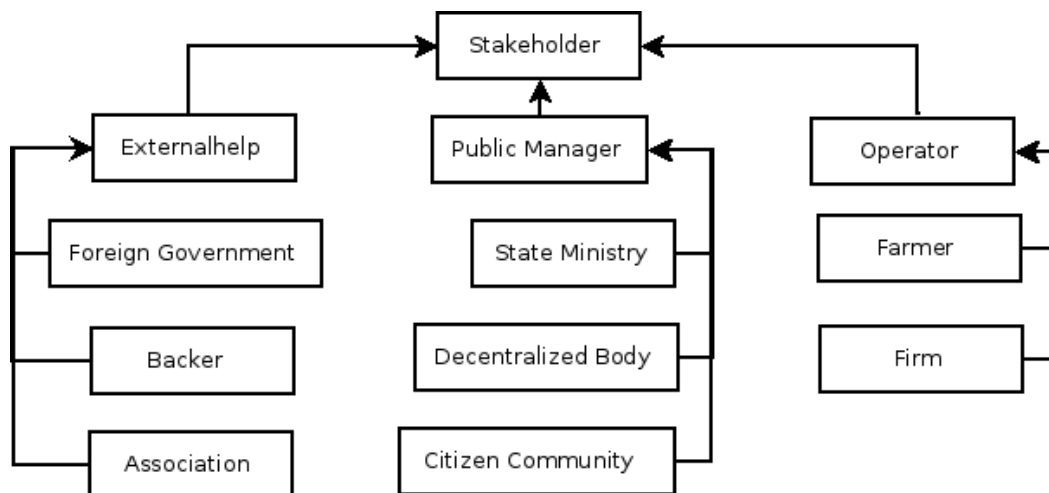 Stakeholder
Externalhelp
Public Manager
Operator
Foreign Government
State Ministry
Farmer
Backer
Decentralized Body
Firm
Association
Citizen Community